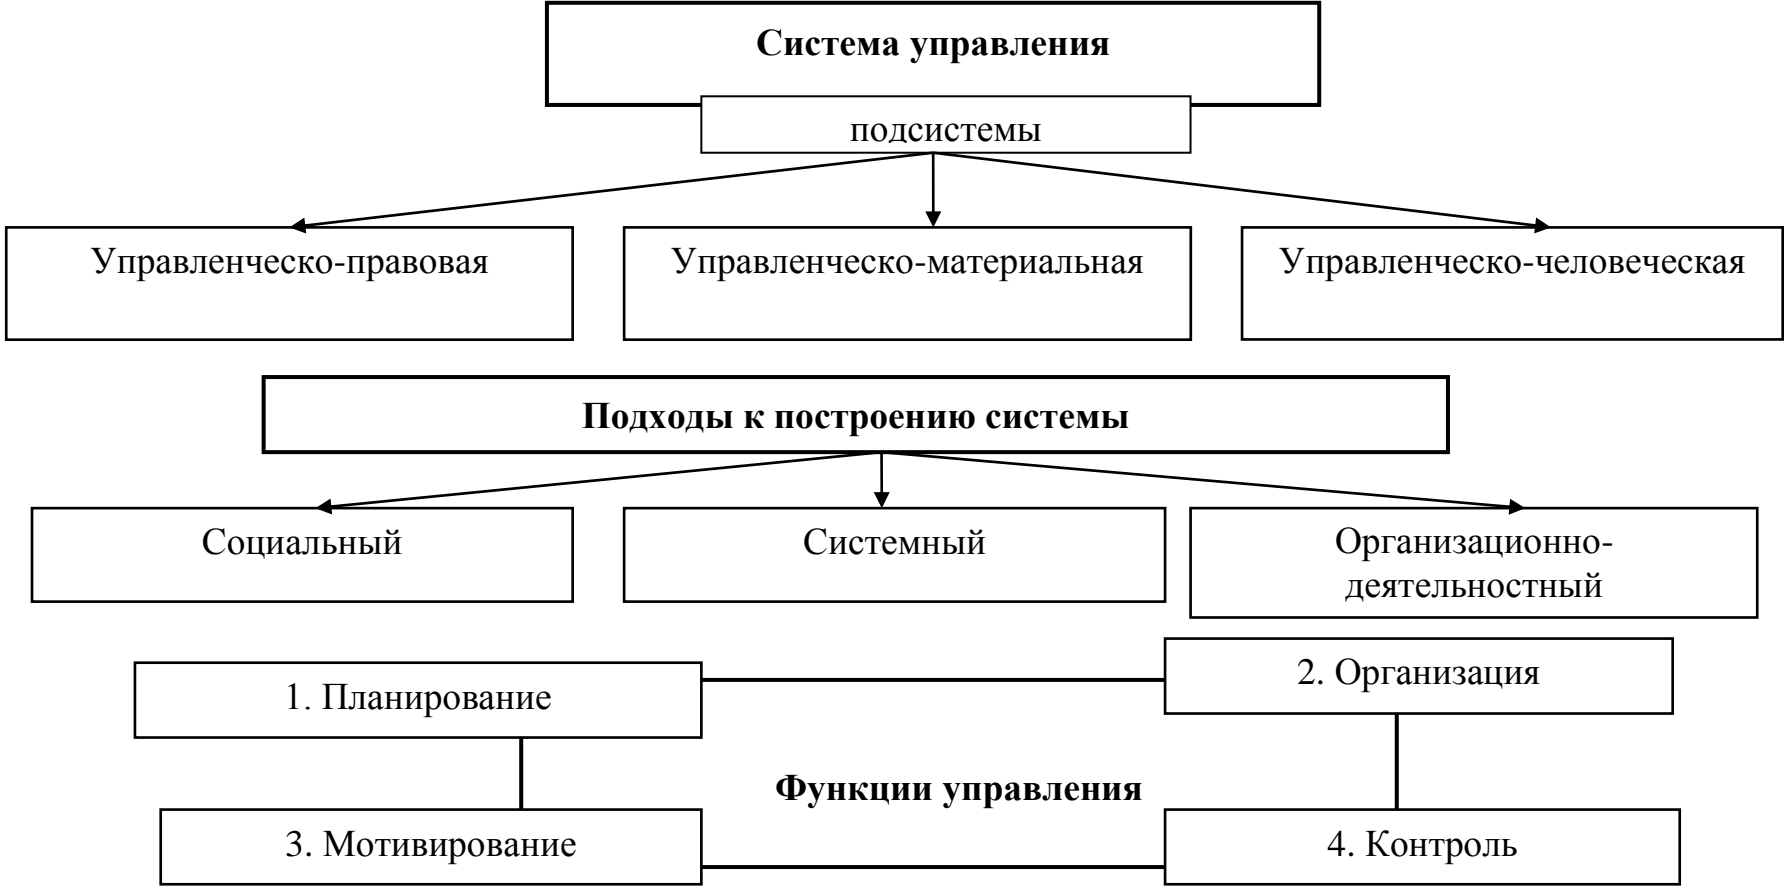 Система управления
подсистемы
Управленческо-правовая
Управленческо-материальная
Управленческо-человеческая
Подходы к построению системы
Социальный
Системный
Организационно-
деятельностный
1. Планирование
2. Организация
Функции управления
3. Мотивирование
4. Контроль